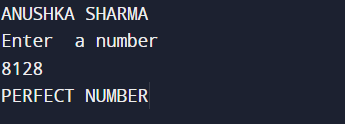 ANUSHKA SHARMA
Enter  a number
8128
PERFECT NUMBER